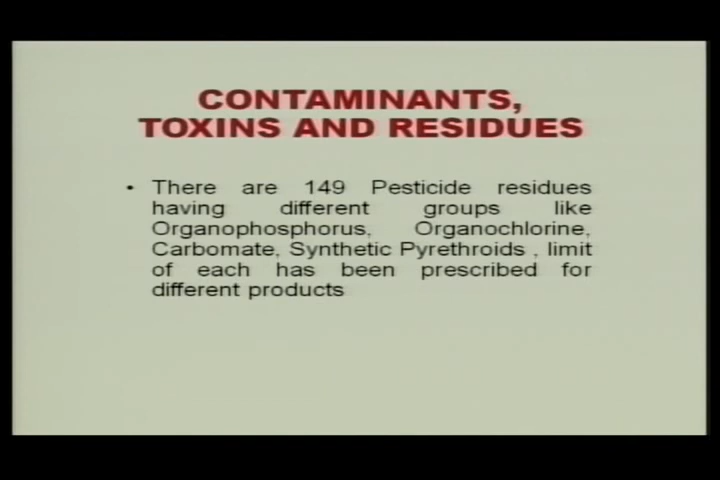 CONTAMINANTS,
TOXINS AND RESIDUES
• There are 149 Pesticide residues
having different groups like
Organophosphorus, Organochlorine,
Carbomate, Synthetic Pyrethroids , limit
of each has been prescribed for
different products